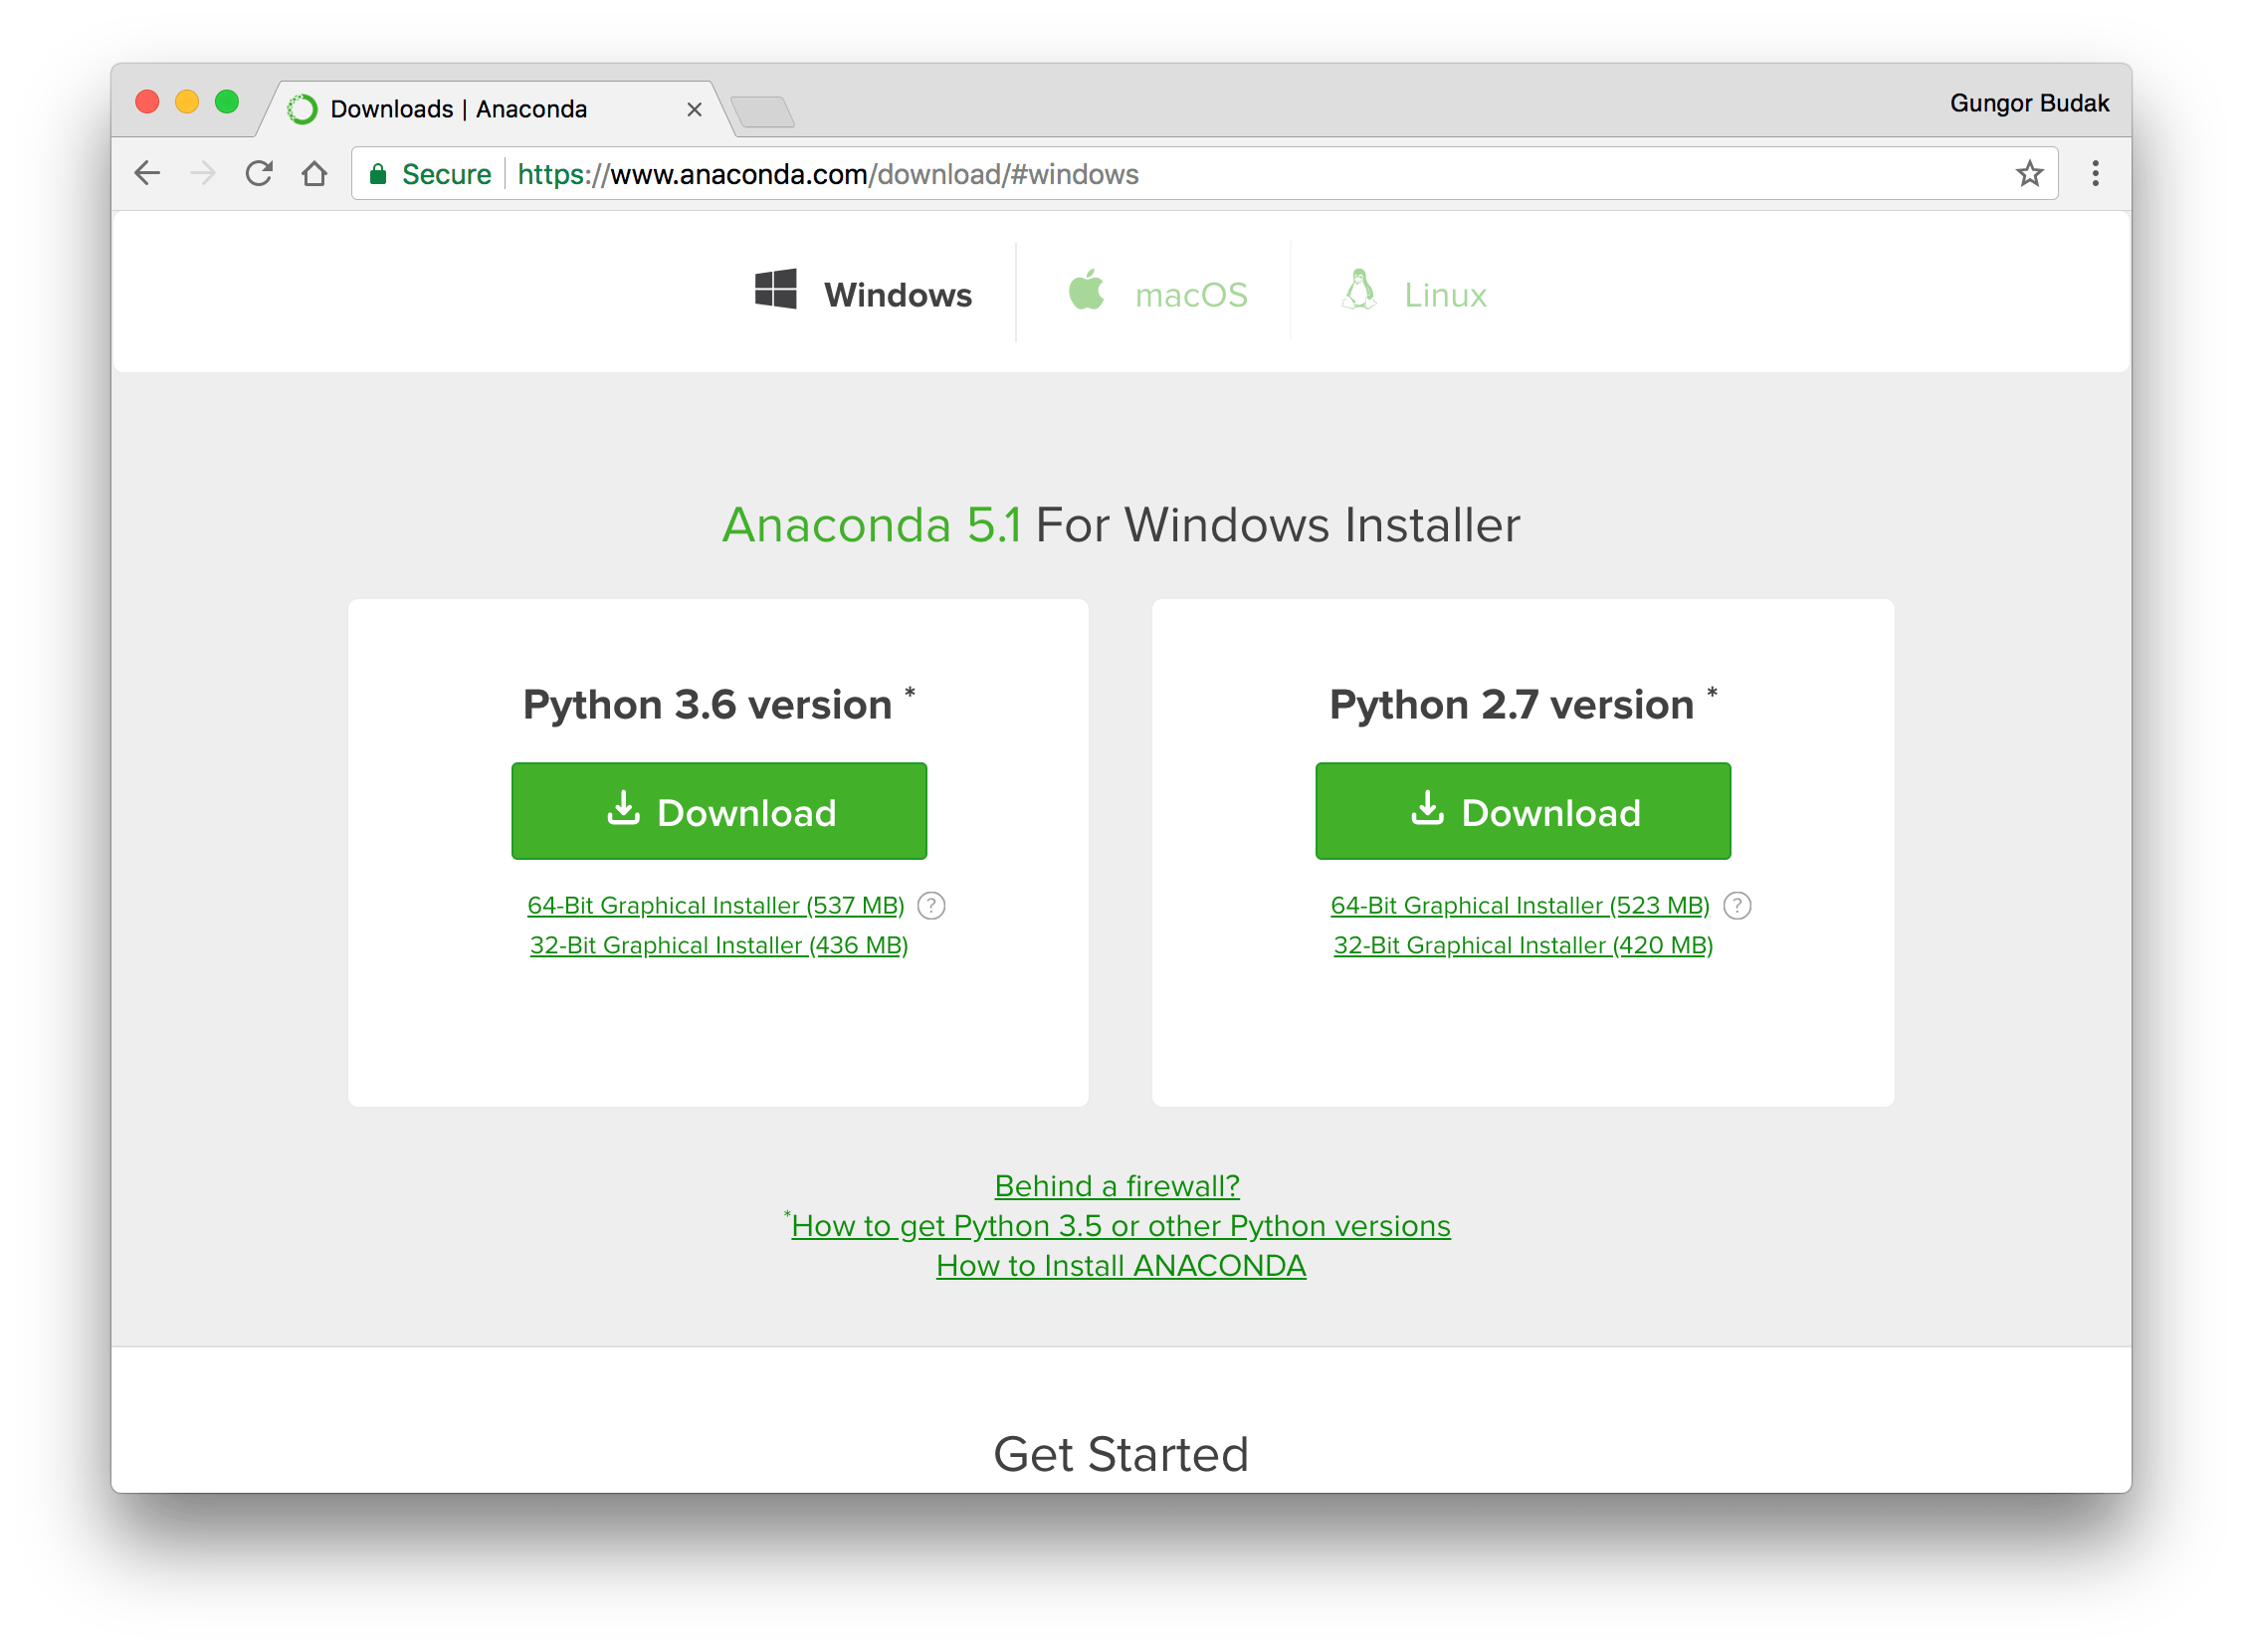 Downloads | Anaconda
Gungor Budak
Secure https://www.anaconda.com/download/#windows
Windows macOS Linux
Anaconda 5.1 For Windows Installer
Python 3.6 version *
Download
64-Bit Graphical Installer (537 MB) ?
32-Bit Graphical Installer (436 MB)
Python 2.7 version *
Download
64-Bit Graphical Installer (523 MB) ?
32-Bit Graphical Installer (420 MB)
Behind a firewall?
*How to get Python 3.5 or other Python versions
How to Install ANACONDA
Get Started